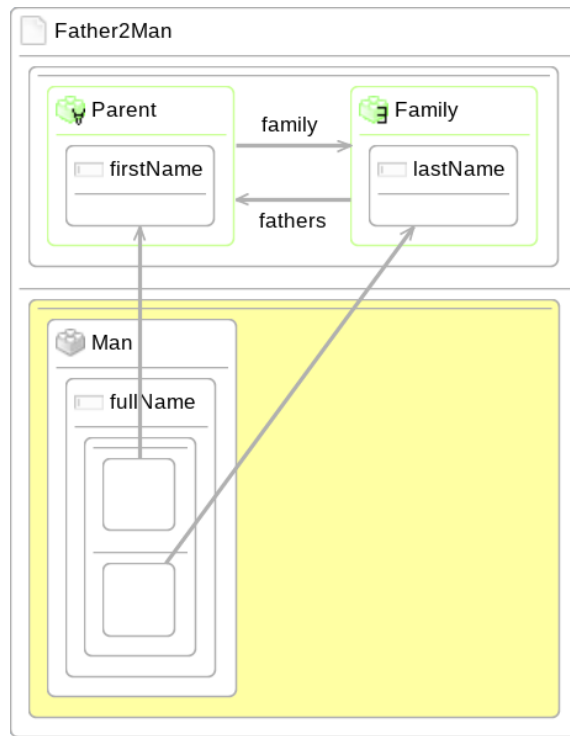 Father2Man
Parent
family
Family
firstName
lastName
fathers
Man
fullName